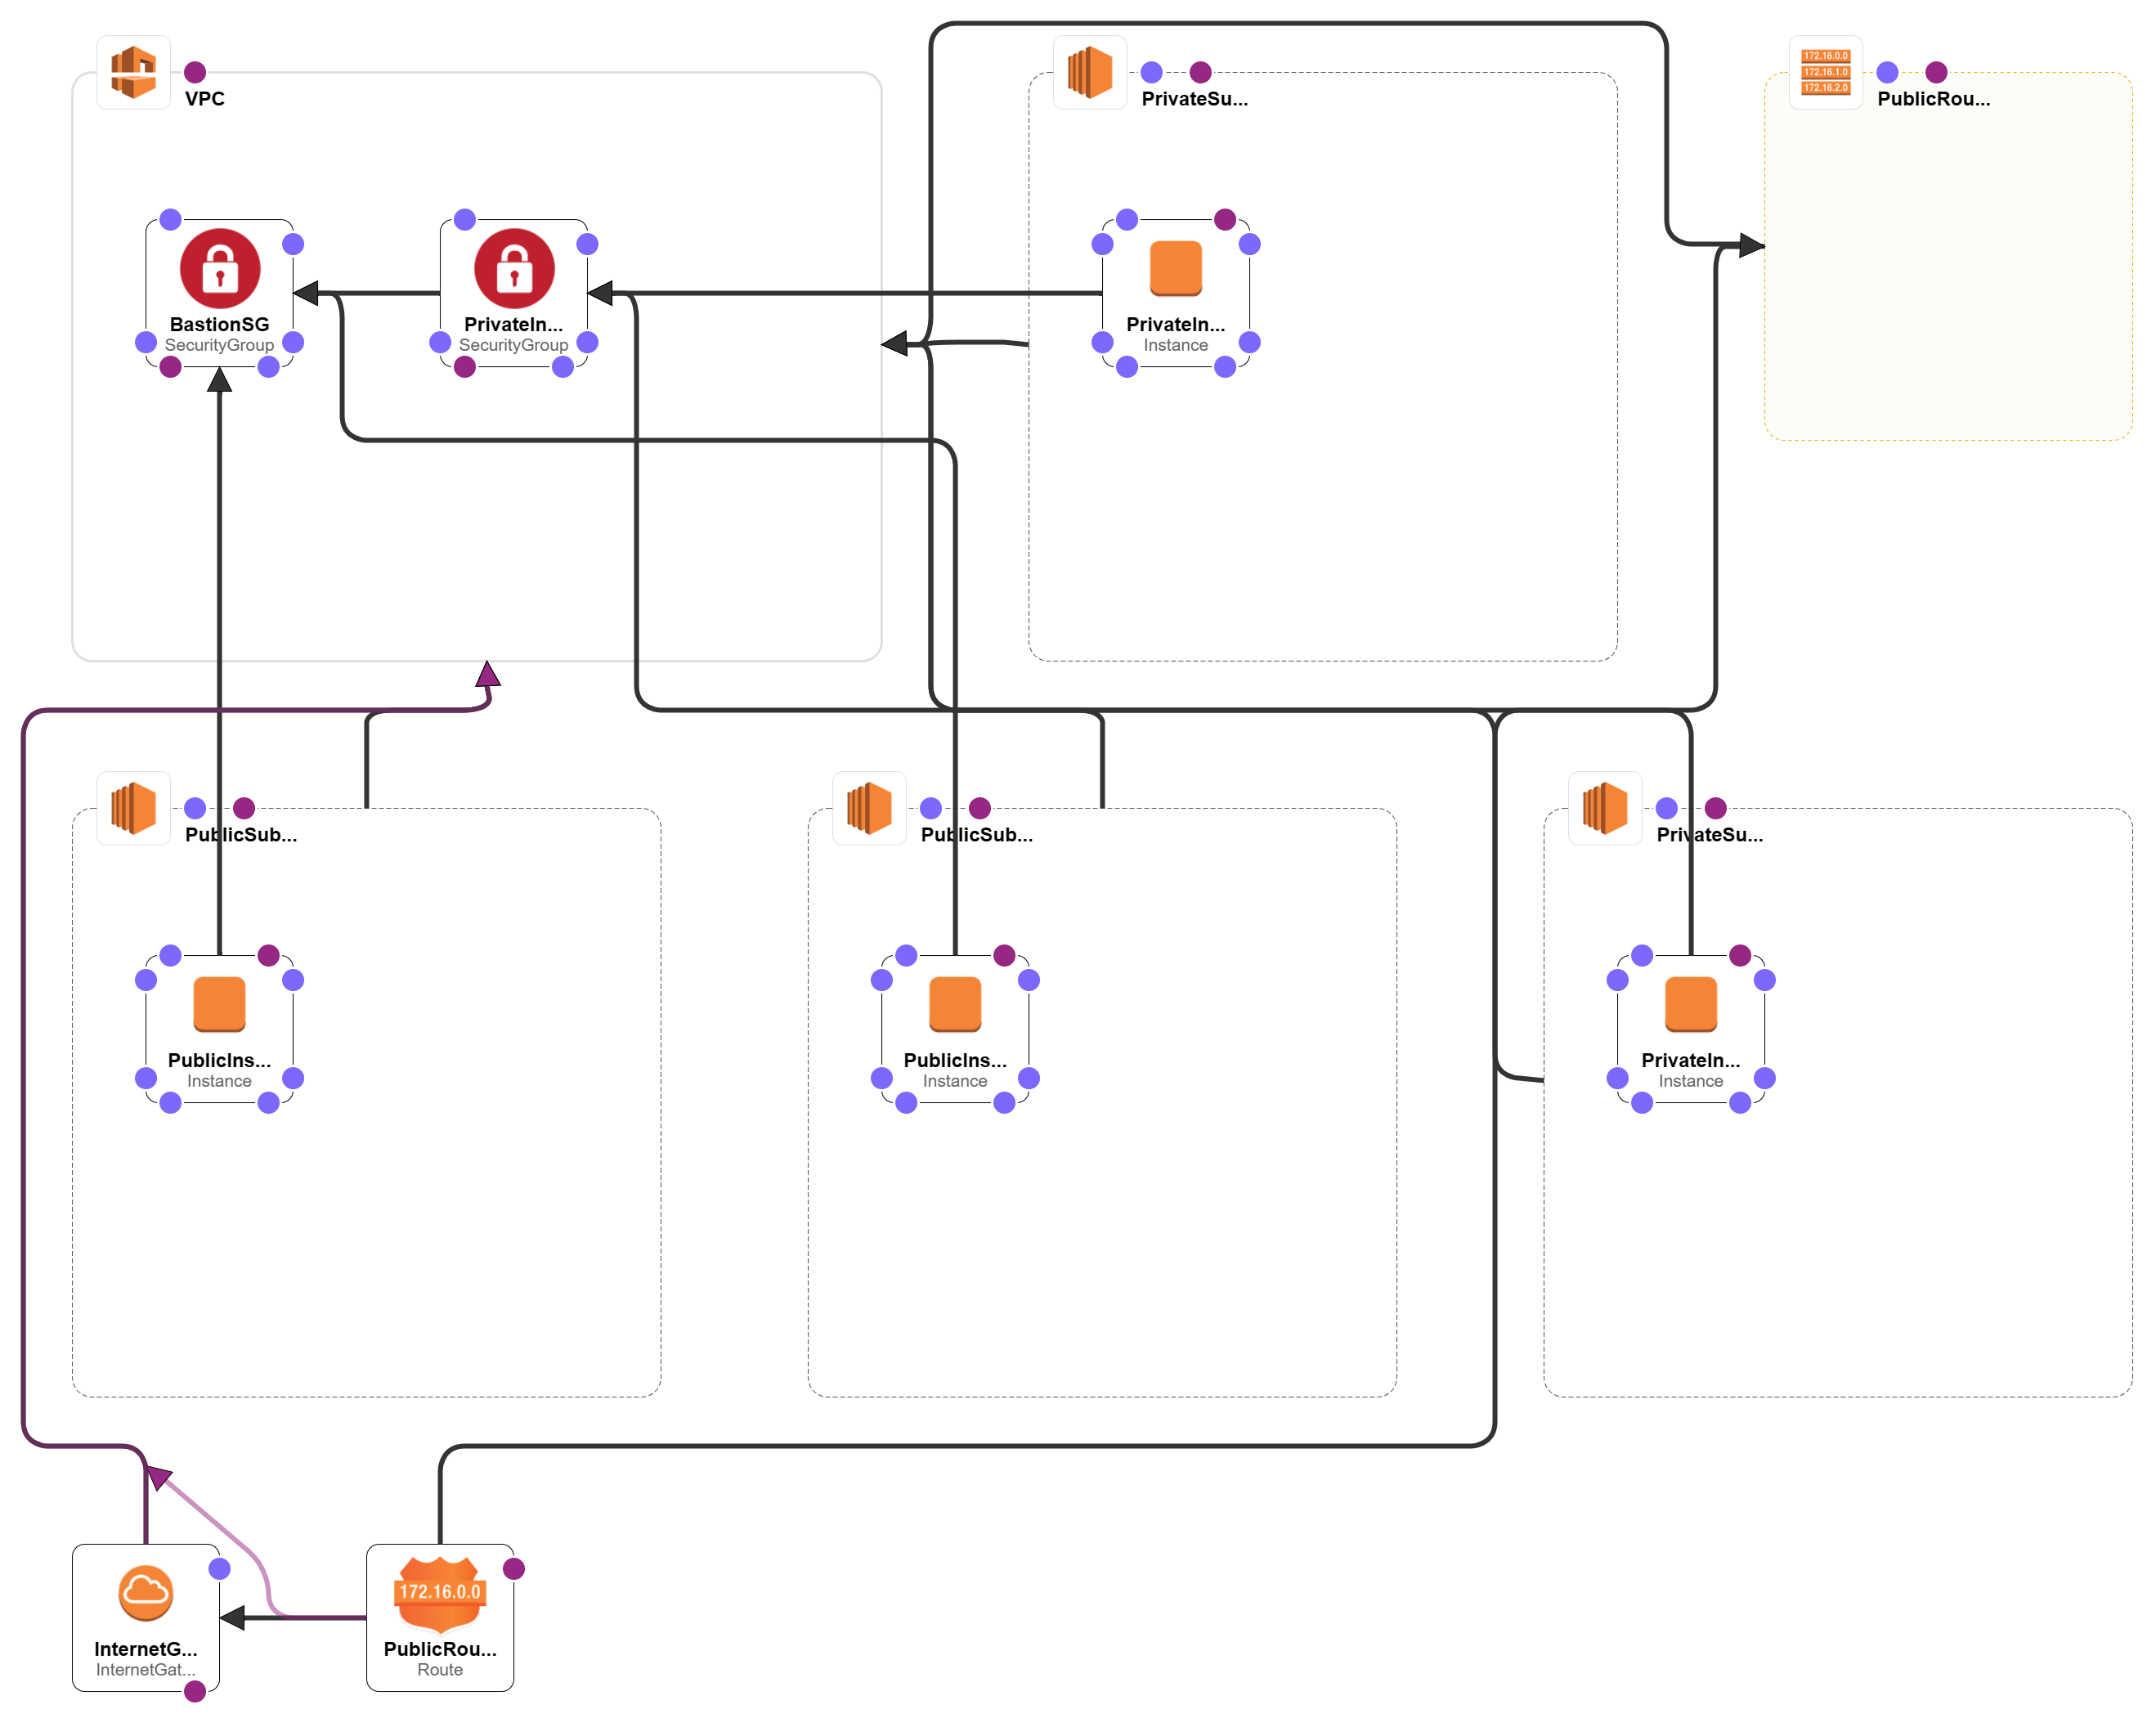 VPC
PrivateSu...
172.16.0.0
172.16.1.0
172.16.2.0
PublicRou...
BastionSG
SecurityGroup
PrivateIn...
SecurityGroup
PrivateIn...
Instance
PublicSub...
PublicSub...
PrivateSu...
PublicIns...
Instance
PublicIns...
Instance
PrivateIn...
Instance
InternetG...
InternetGat...
172.16.0.0
PublicRou...
Route